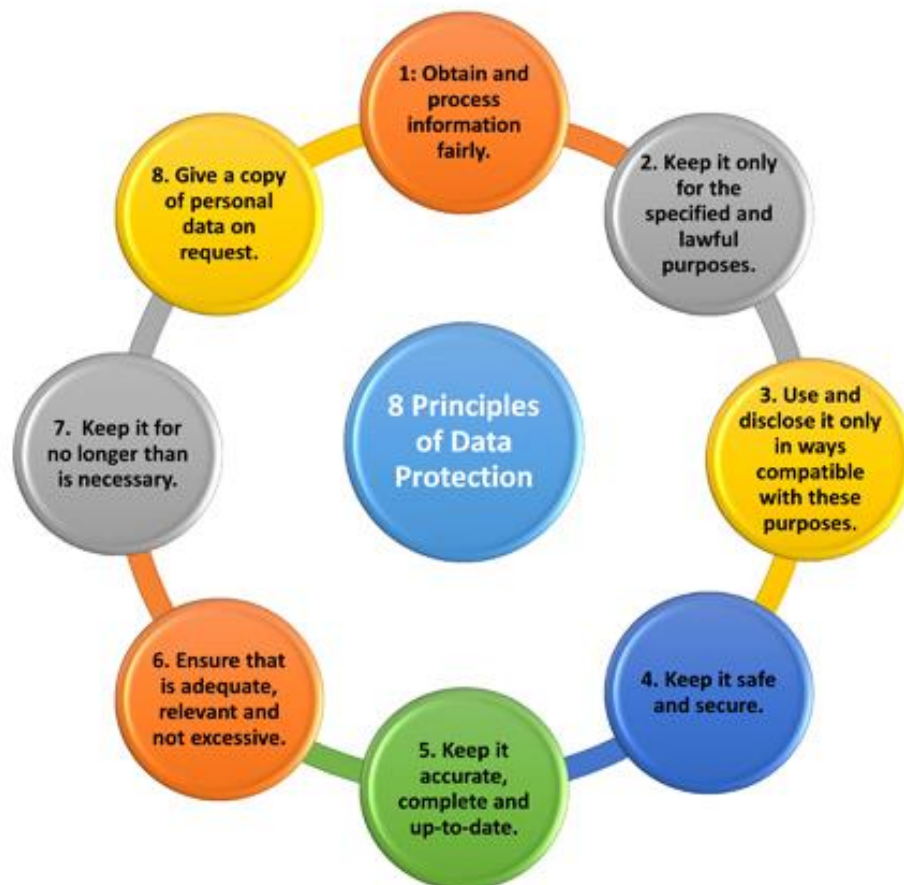 1: Obtain and
process
information
fairly.
2. Keep it only
for the
specified and
lawful
purposes.
3. Use and
disclose it only
in ways
compatible
with these
purposes.
4. Keep it safe
and secure.
5. Keep it
accurate,
complete and
up-to-date.
6. Ensure that
is adequate,
relevant and
not excessive.
7. Keep it for
no longer than
is necessary.
8. Give a copy
of personal
data on
request.
8 Principles
of Data
Protection